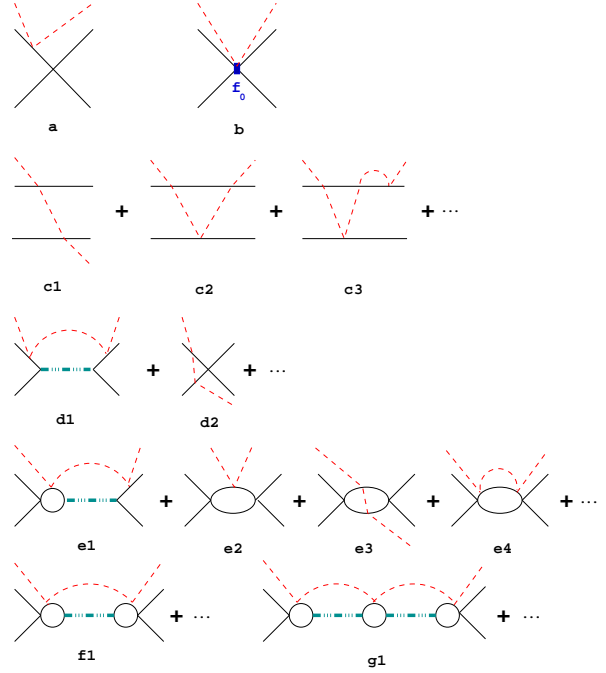 f0
a b
+ + + ...
c1 c2 c3
+ + ...
d1 d2
+ + + + ...
e1 e2 e3 e4
+ ... + ...
f1 g1